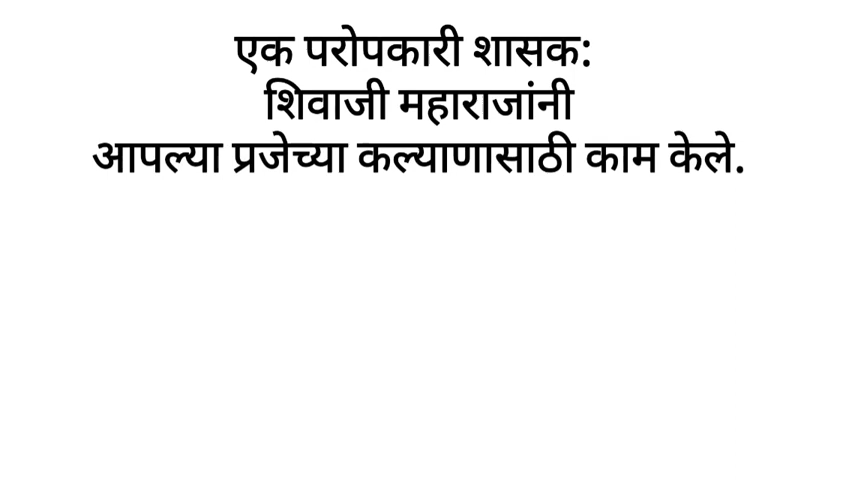 एक परोपकारी शासक:
शिवाजी महाराजांनी
आपल्या प्रजेच्या कल्याणासाठी काम केले.